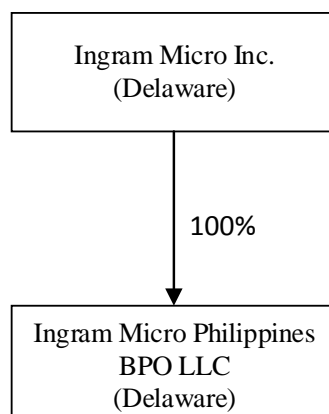 Ingram Micro Inc.
(Delaware)
100%
Ingram Micro Philippines
BPO LLC
(Delaware)